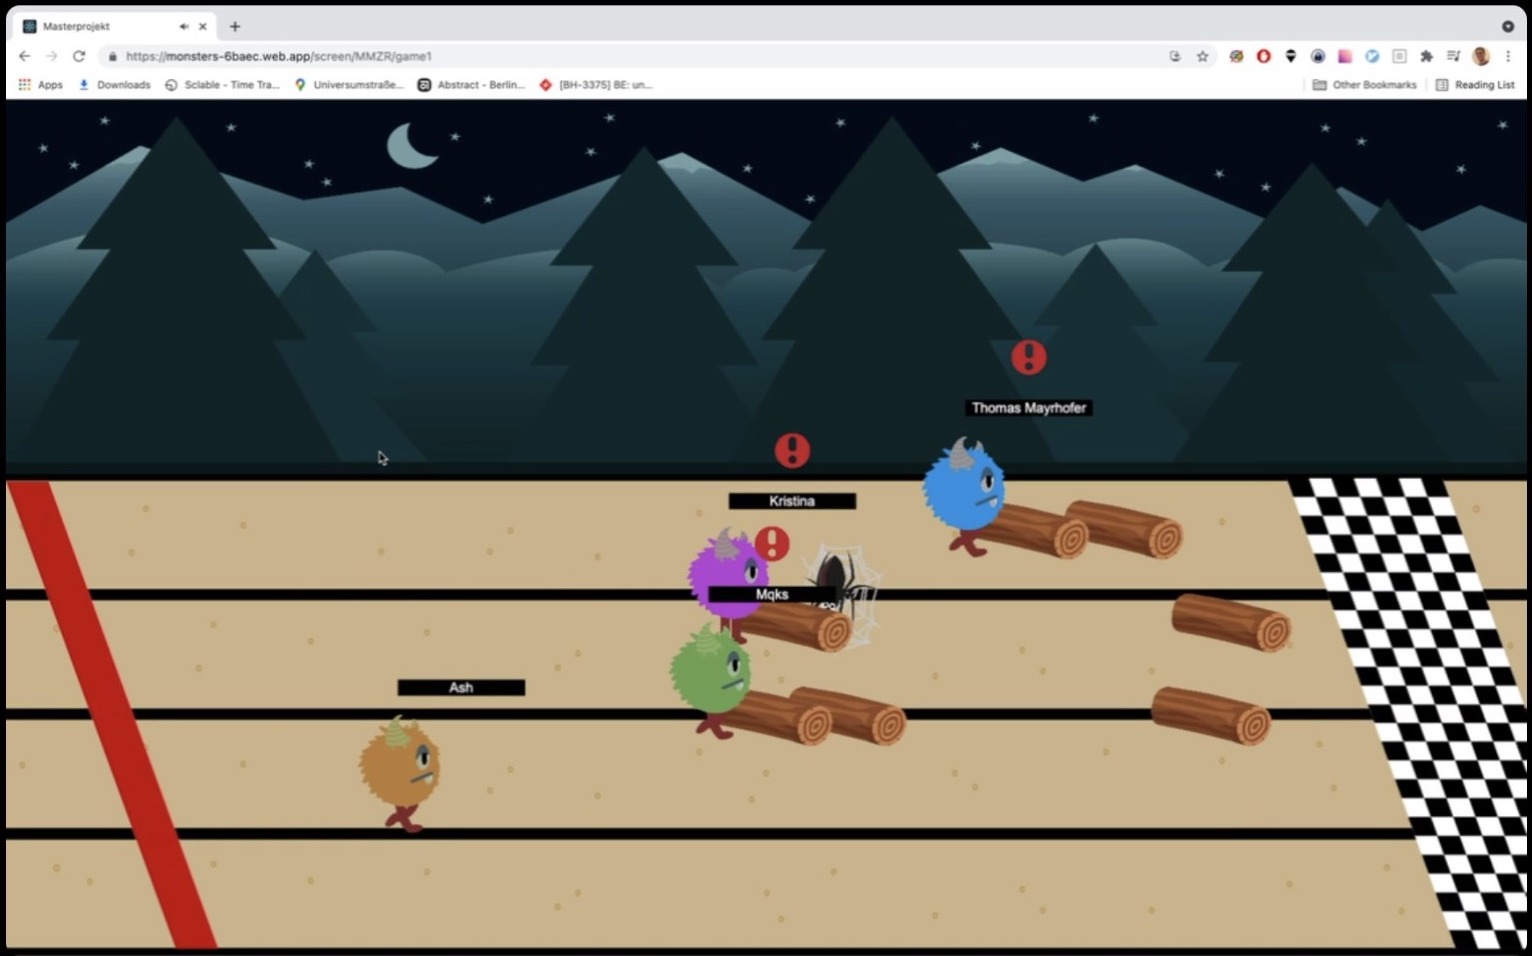 Masterprojekt
https://monsters-6baec.web.app/screen/MMZR/game1
Apps
Downloads
Sclable - Time Tra...
Universumstraße...
Abstract - Berlin...
[BH-3375] BE: un...
Other Bookmarks
Reading List
Thomas Mayrhofer
Kristina
Mqks
Ash